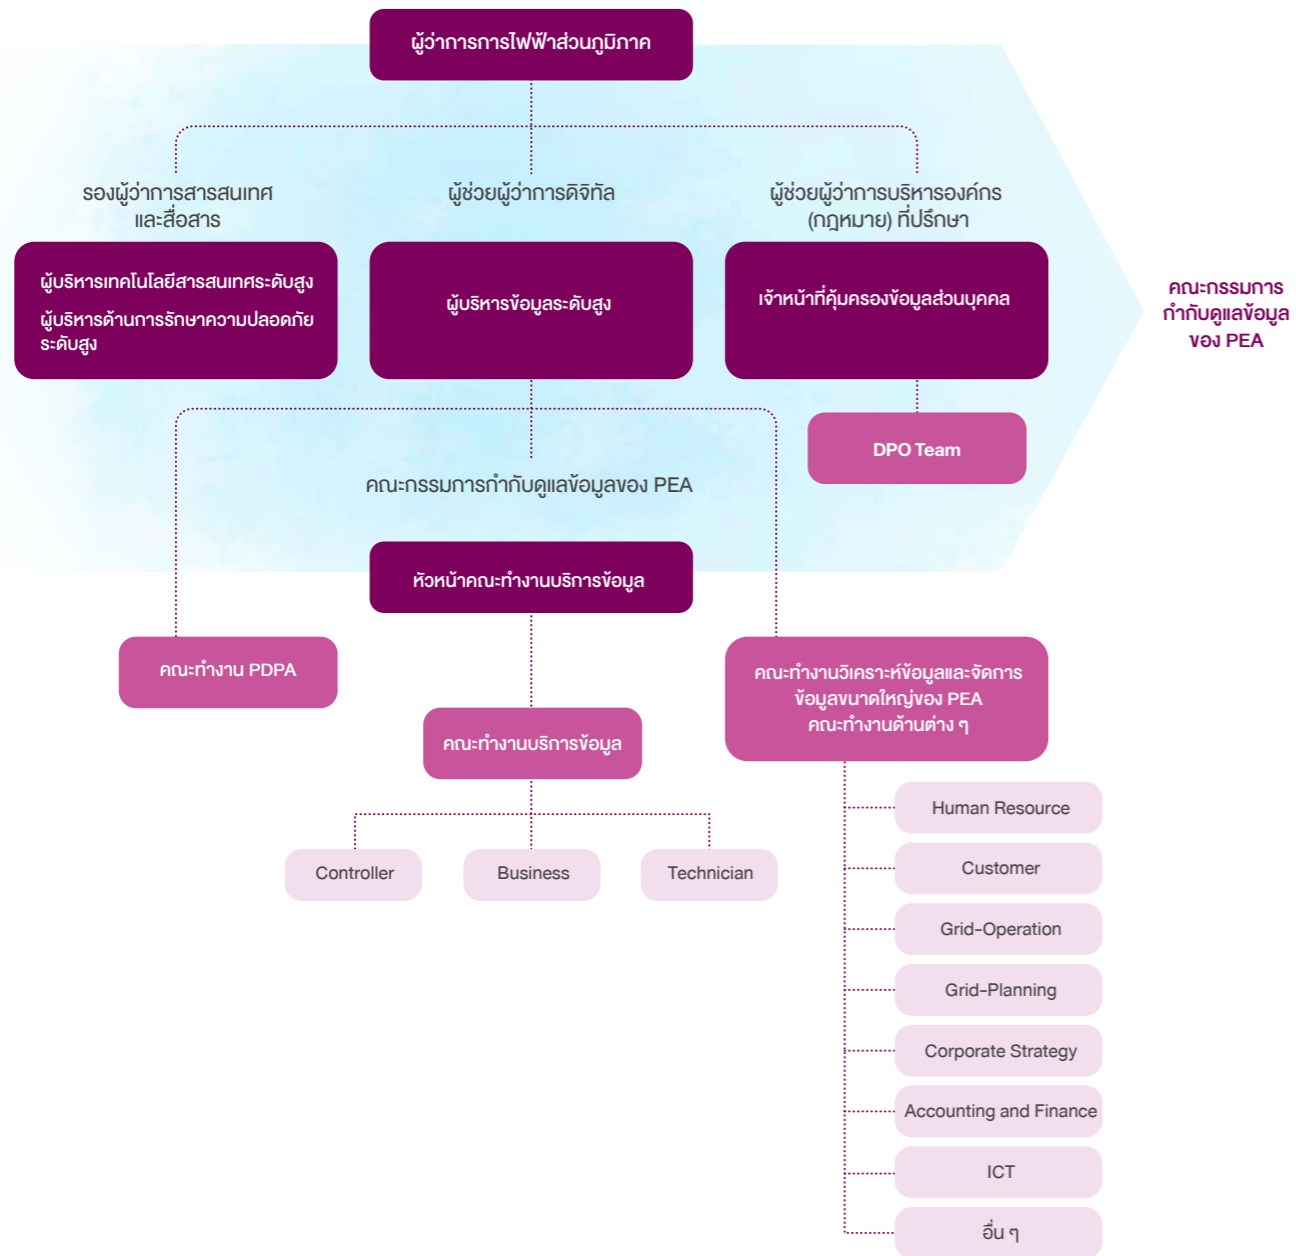 ผู้ว่าการการไฟฟ้าส่วนภูมิภาค
รองผู้ว่าการสารสนเทศ
และสื่อสาร
ผู้ช่วยผู้ว่าการดิจิทัล
ผู้ช่วยผู้ว่าการบริหารองค์กร
(กฎหมาย) ที่ปรึกษา
ผู้บริหารเทคโนโลยีสารสนเทศระดับสูง
ผู้บริหารด้านการรักษาความปลอดภัย
ระดับสูง
ผู้บริหารข้อมูลระดับสูง
เจ้าหน้าที่คุ้มครองข้อมูลส่วนบุคคล
คณะกรรมการ
กำกับดูแลข้อมูล
ของ PEA
DPO Team
คณะกรรมการกำกับดูแลข้อมูลของ PEA
หัวหน้าคณะทำงานบริการข้อมูล
คณะทำงาน PDPA
คณะทำงานวิเคราะห์ข้อมูลและจัดการ
ข้อมูลขนาดใหญ่ของ PEA
คณะทำงานด้านต่าง ๆ
คณะทำงานบริการข้อมูล
Controller
Business
Technician
Human Resource
Customer
Grid-Operation
Grid-Planning
Corporate Strategy
Accounting and Finance
ICT
อื่น ๆ